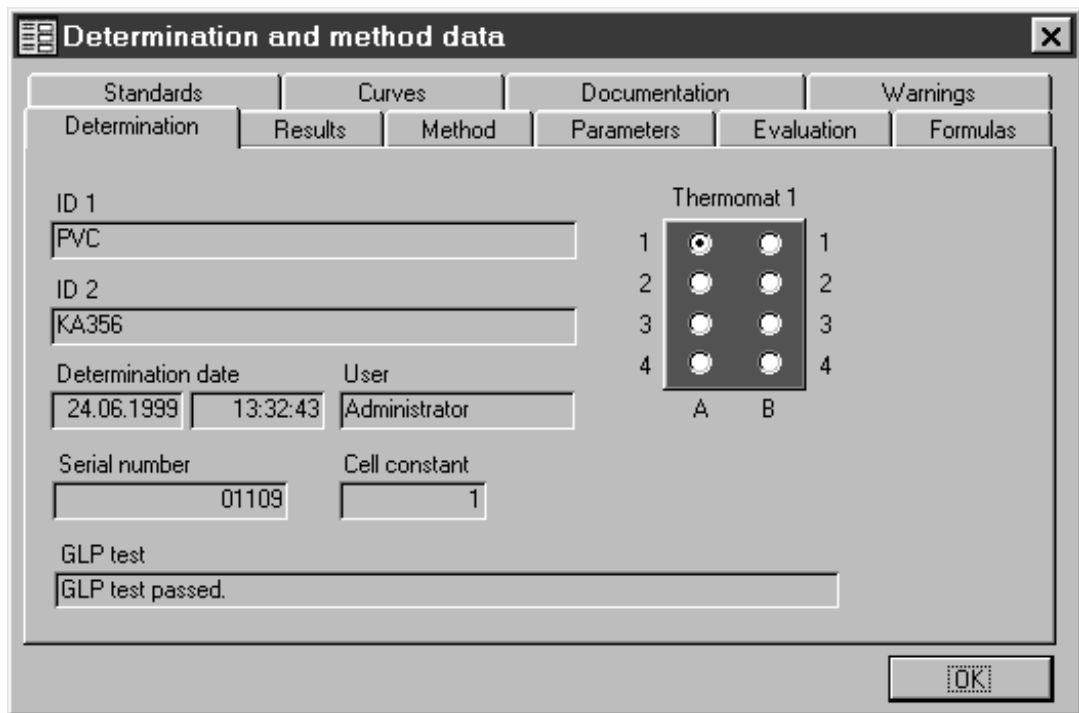 Determination and method data
Standards Curves Documentation Warnings
Determination Results Method Parameters Evaluation Formulas
ID 1
PVC
ID 2
KA356
Determination date User
24.06.1999 13:32:43 Administrator
Serial number Cell constant
01109 1
GLP test
GLP test passed.
Thermomat 1
1 1
2 2
3 3
4 4
A B
OK